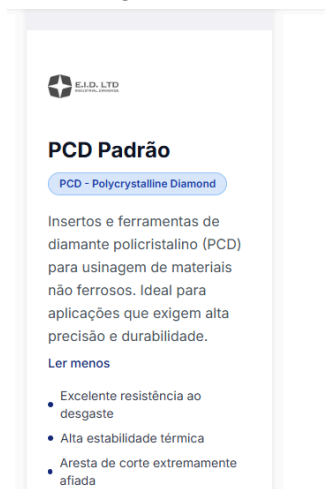 E.I.D. LTD
INDUSTRIAL DIAMONDS
PCD Padrão
PCD - Polycrystalline Diamond
Insertos e ferramentas de
diamante policristalino (PCD)
para usinagem de materiais
não ferrosos. Ideal para
aplicações que exigem alta
precisão e durabilidade.
Ler menos
Excelente resistência ao
desgaste
Alta estabilidade térmica
Aresta de corte extremamente
afiada